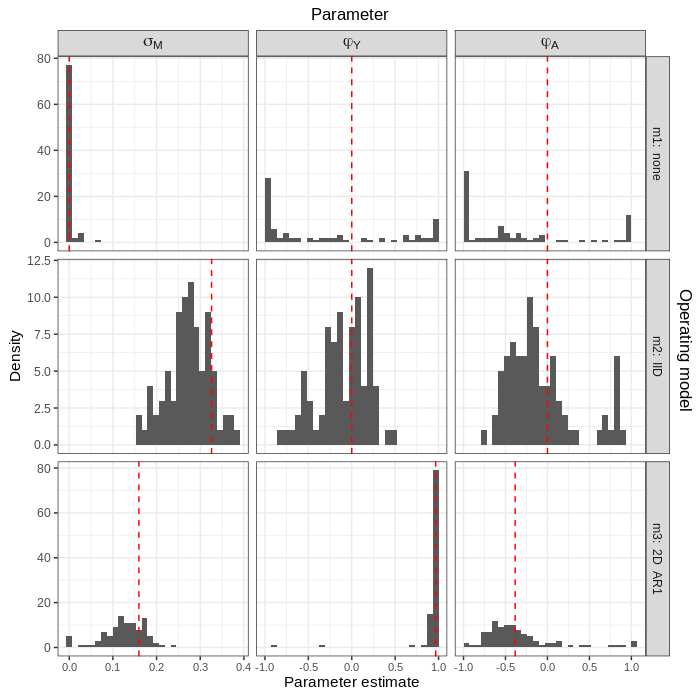 Parameter
σM φY φA
80
60
40
20
0
m1: none
12.5
10.0
7.5
5.0
2.5
0.0
m2: IID
80
60
40
20
0
m3: 2D AR1
Density
Operating model
0.0 0.1 0.2 0.3 0.4 -1.0 -0.5 0.0 0.5 1.0 -1.0 -0.5 0.0 0.5 1.0
Parameter estimate